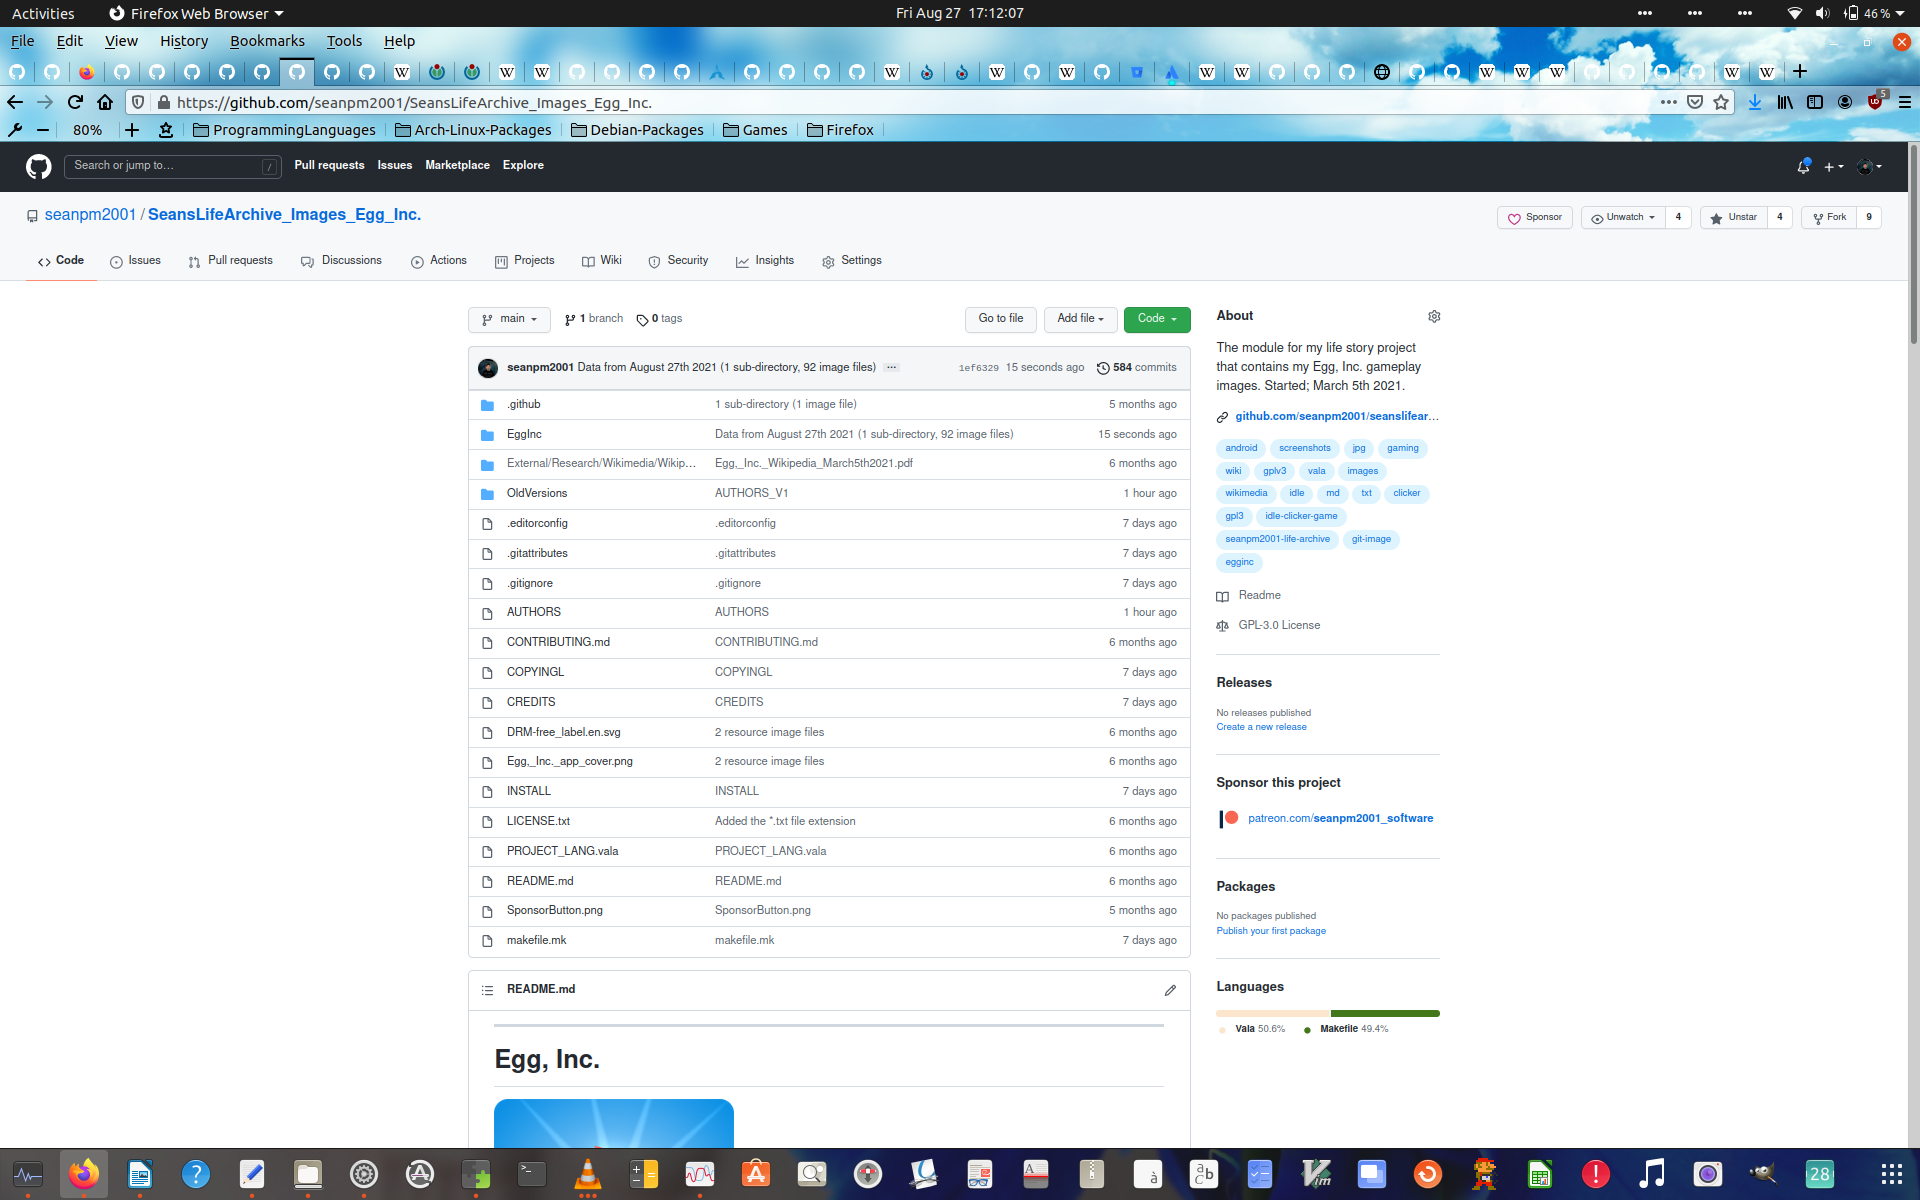 Activities Firefox Web Browser Fri Aug 27 17:12:07 46 %
File Edit View History Bookmarks Tools Help
https://github.com/seanpm2001/SeansLifeArchive_Images_Egg_Inc. 5
80% ProgrammingLanguages Arch-Linux-Packages Debian-Packages Games Firefox
Search or jump to… / Pull requests Issues Marketplace Explore
seanpm2001 / SeansLifeArchive_Images_Egg_Inc. Sponsor Unwatch 4 Unstar 4 Fork 9
Code Issues Pull requests Discussions Actions Projects Wiki Security Insights Settings
main 1 branch 0 tags Go to file Add file Code
seanpm2001 Data from August 27th 2021 (1 sub-directory, 92 image files) ... 1ef6329 15 seconds ago 584 commits
.github 1 sub-directory (1 image file) 5 months ago
EggInc Data from August 27th 2021 (1 sub-directory, 92 image files) 15 seconds ago
External/Research/Wikimedia/Wikip… Egg,_Inc._Wikipedia_March5th2021.pdf 6 months ago
OldVersions AUTHORS_V1 1 hour ago
.editorconfig .editorconfig 7 days ago
.gitattributes .gitattributes 7 days ago
.gitignore .gitignore 7 days ago
AUTHORS AUTHORS 1 hour ago
CONTRIBUTING.md CONTRIBUTING.md 6 months ago
COPYINGL COPYINGL 7 days ago
CREDITS CREDITS 7 days ago
DRM-free_label.en.svg 2 resource image files 6 months ago
Egg,_Inc._app_cover.png 2 resource image files 6 months ago
INSTALL INSTALL 7 days ago
LICENSE.txt Added the *.txt file extension 6 months ago
PROJECT_LANG.vala PROJECT_LANG.vala 6 months ago
README.md README.md 6 months ago
SponsorButton.png SponsorButton.png 5 months ago
makefile.mk makefile.mk 7 days ago
README.md
Egg, Inc.
About
The module for my life story project
that contains my Egg, Inc. gameplay
images. Started; March 5th 2021.
github.com/seanpm2001/seanslifear…
android screenshots jpg gaming
wiki gplv3 vala images
wikimedia idle md txt clicker
gpl3 idle-clicker-game
seanpm2001-life-archive git-image
egginc
Readme
GPL-3.0 License
Releases
No releases published
Create a new release
Sponsor this project
patreon.com/seanpm2001_software
Packages
No packages published
Publish your first package
Languages
Vala 50.6% Makefile 49.4%
28